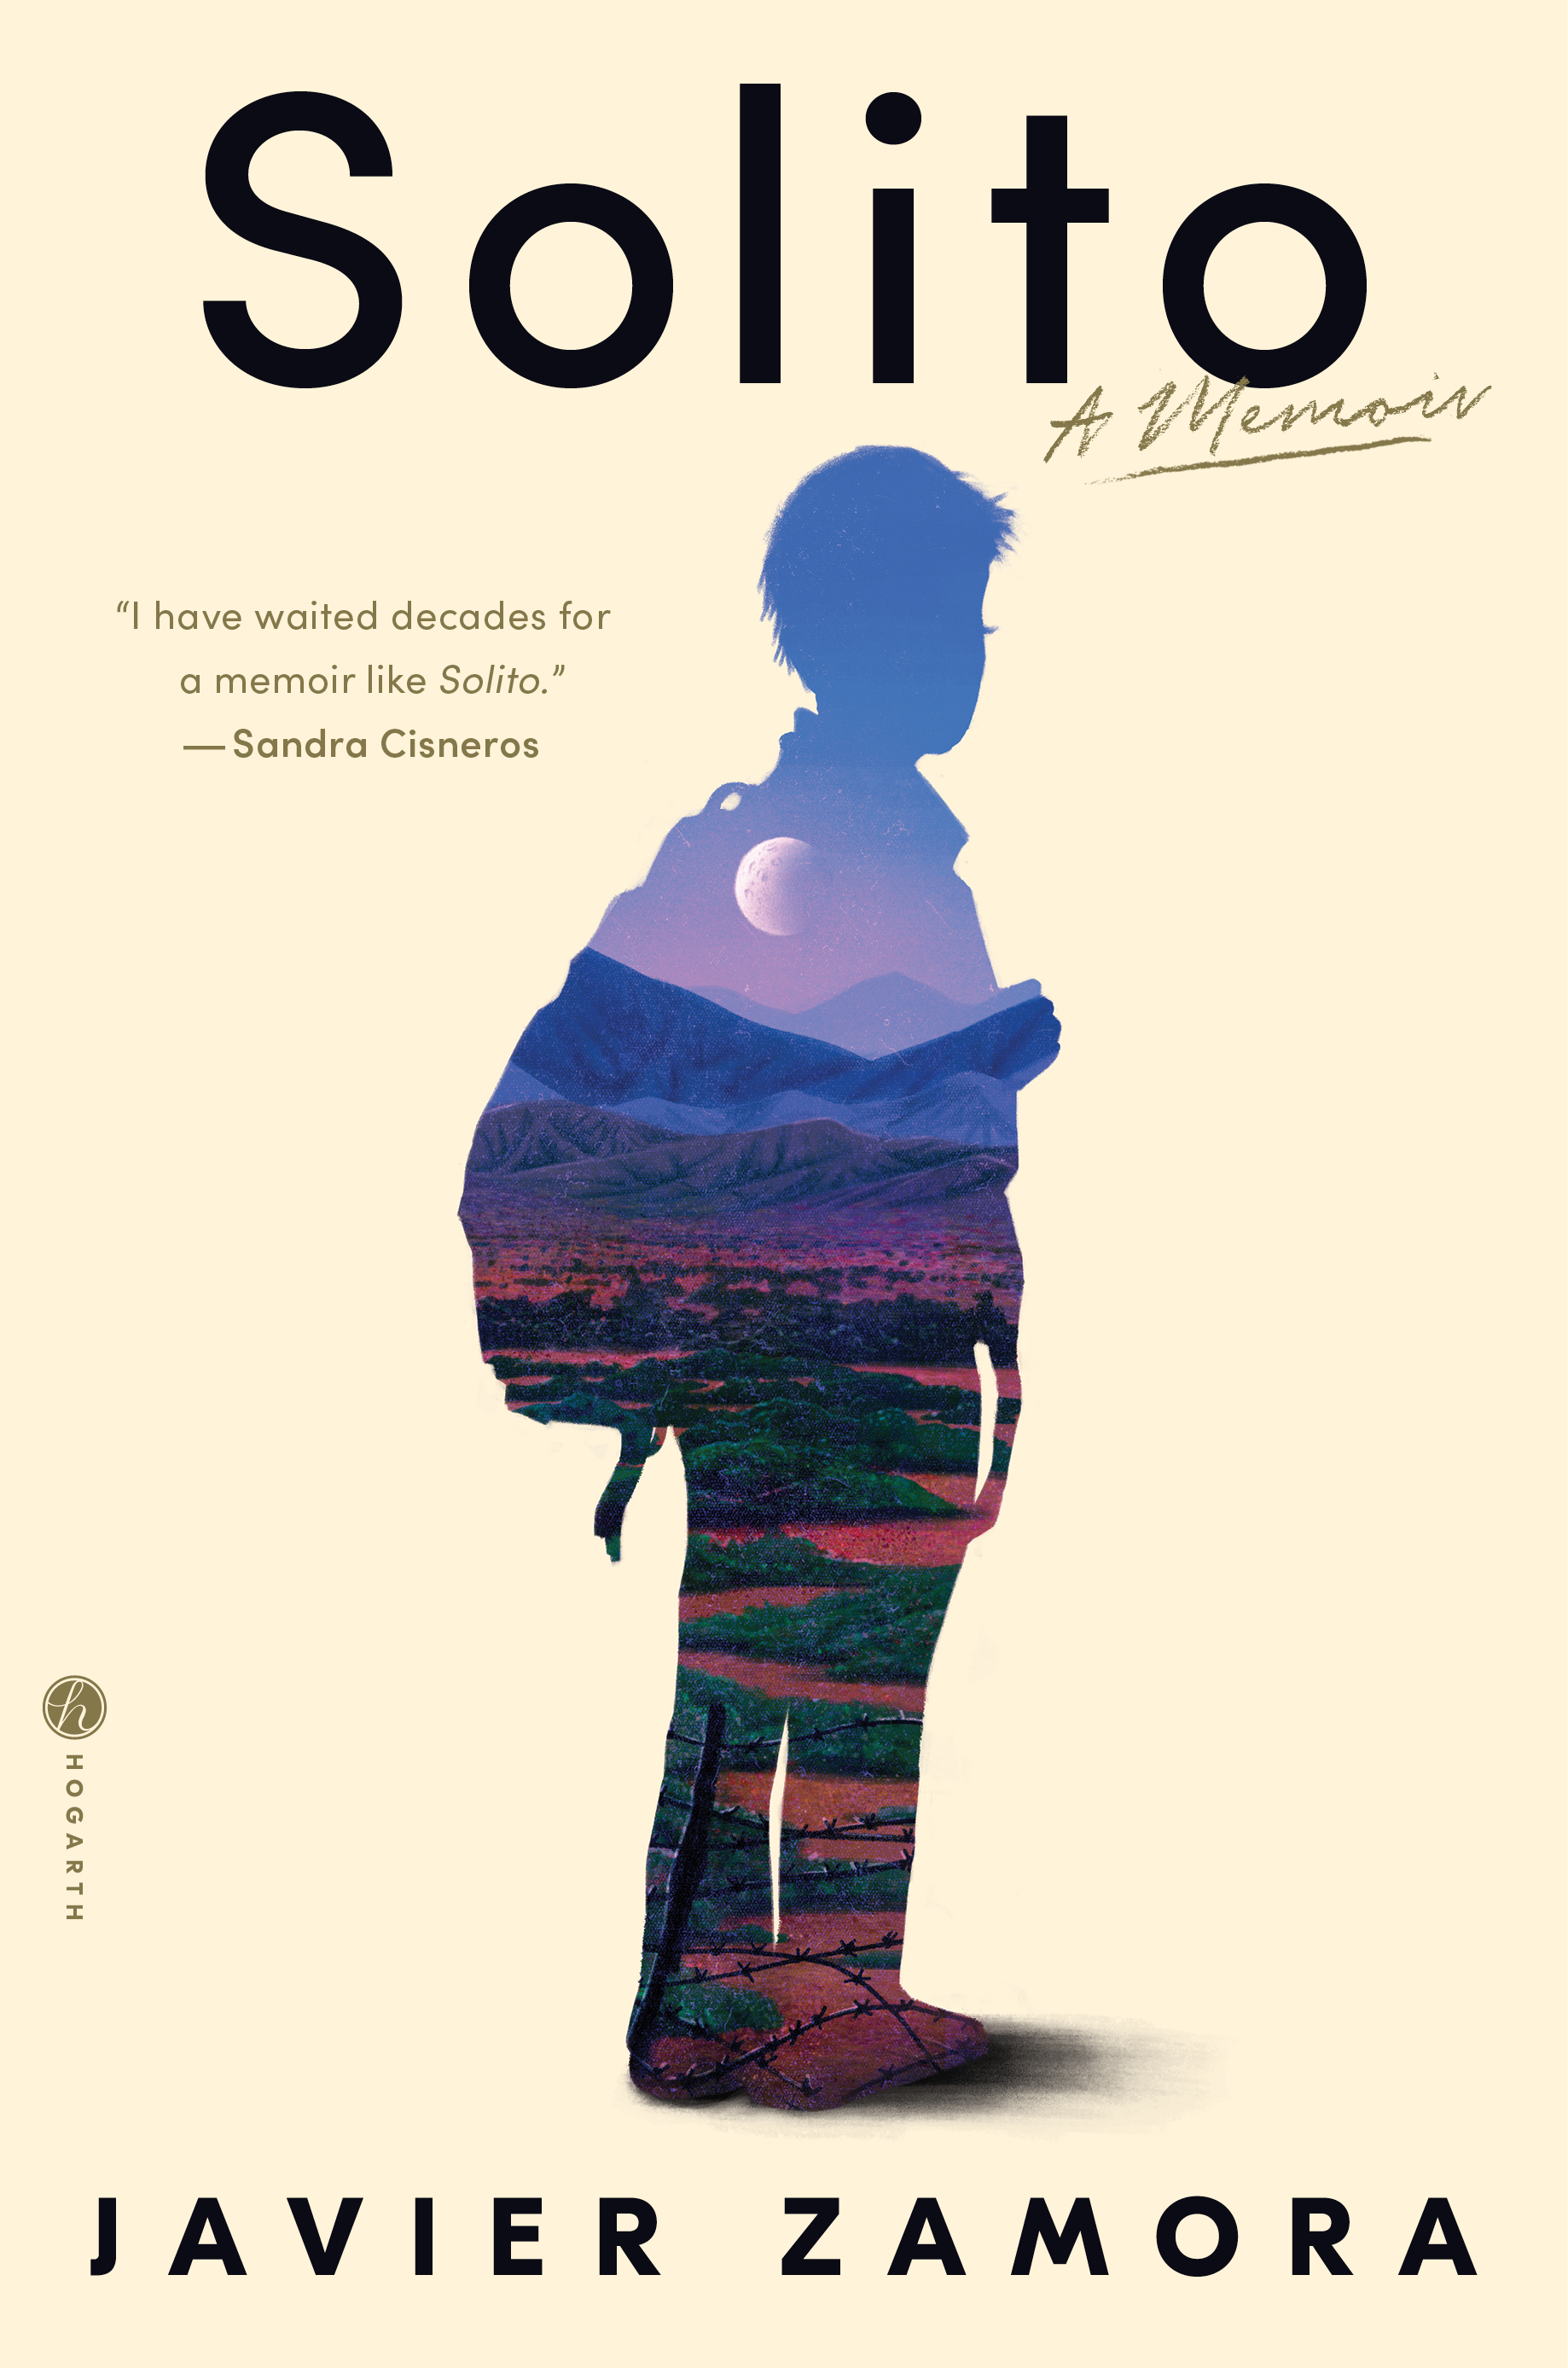 Solito
A Memoir
“I have waited decades for
a memoir like Solito.”
—Sandra Cisneros
h
HOGARTH
JAVIER ZAMORA